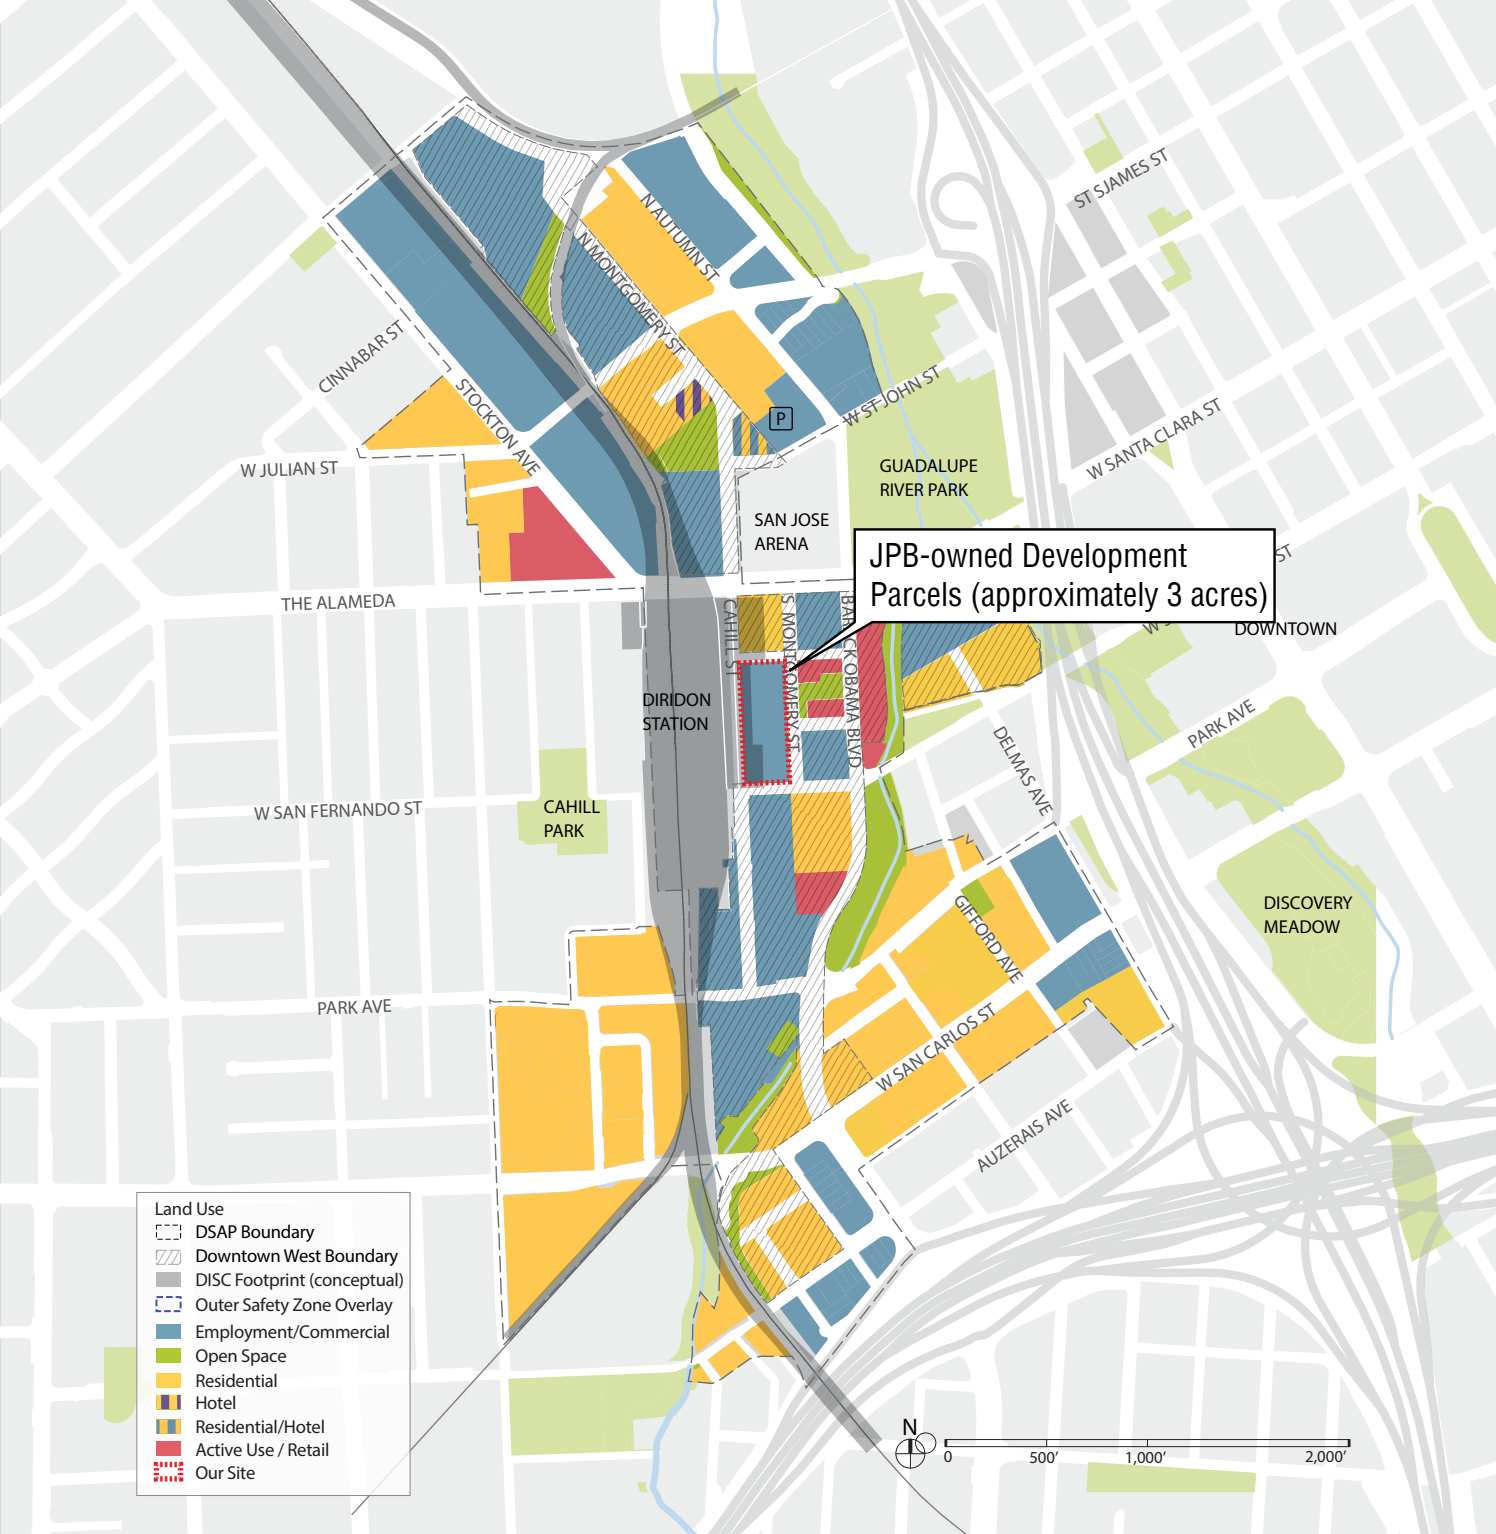 ST SJAMES ST
N AUTUMN ST
N MONTGOMERY ST
CINNABAR ST
STOCKTON AVE
W ST JOHN ST
P
W SANTA CLARA ST
W JULIAN ST
GUADALUPE
RIVER PARK
SAN JOSE
ARENA
JPB-owned Development
Parcels (approximately 3 acres)
ST
THE ALAMEDA
CAHILL ST
S MONTGOMERY ST
BARACK OBAMA BLVD
DOWNTOWN
DIRIDON
STATION
PARK AVE
DELMAS AVE
W SAN FERNANDO ST
CAHILL
PARK
GIFFORD AVE
DISCOVERY
MEADOW
PARK AVE
W SAN CARLOS ST
AUZERAIS AVE
Land Use
DSAP Boundary
Downtown West Boundary
DISC Footprint (conceptual)
Outer Safety Zone Overlay
Employment/Commercial
Open Space
Residential
Hotel
Residential/Hotel
Active Use / Retail
Our Site
N
0 500' 1,000' 2,000'